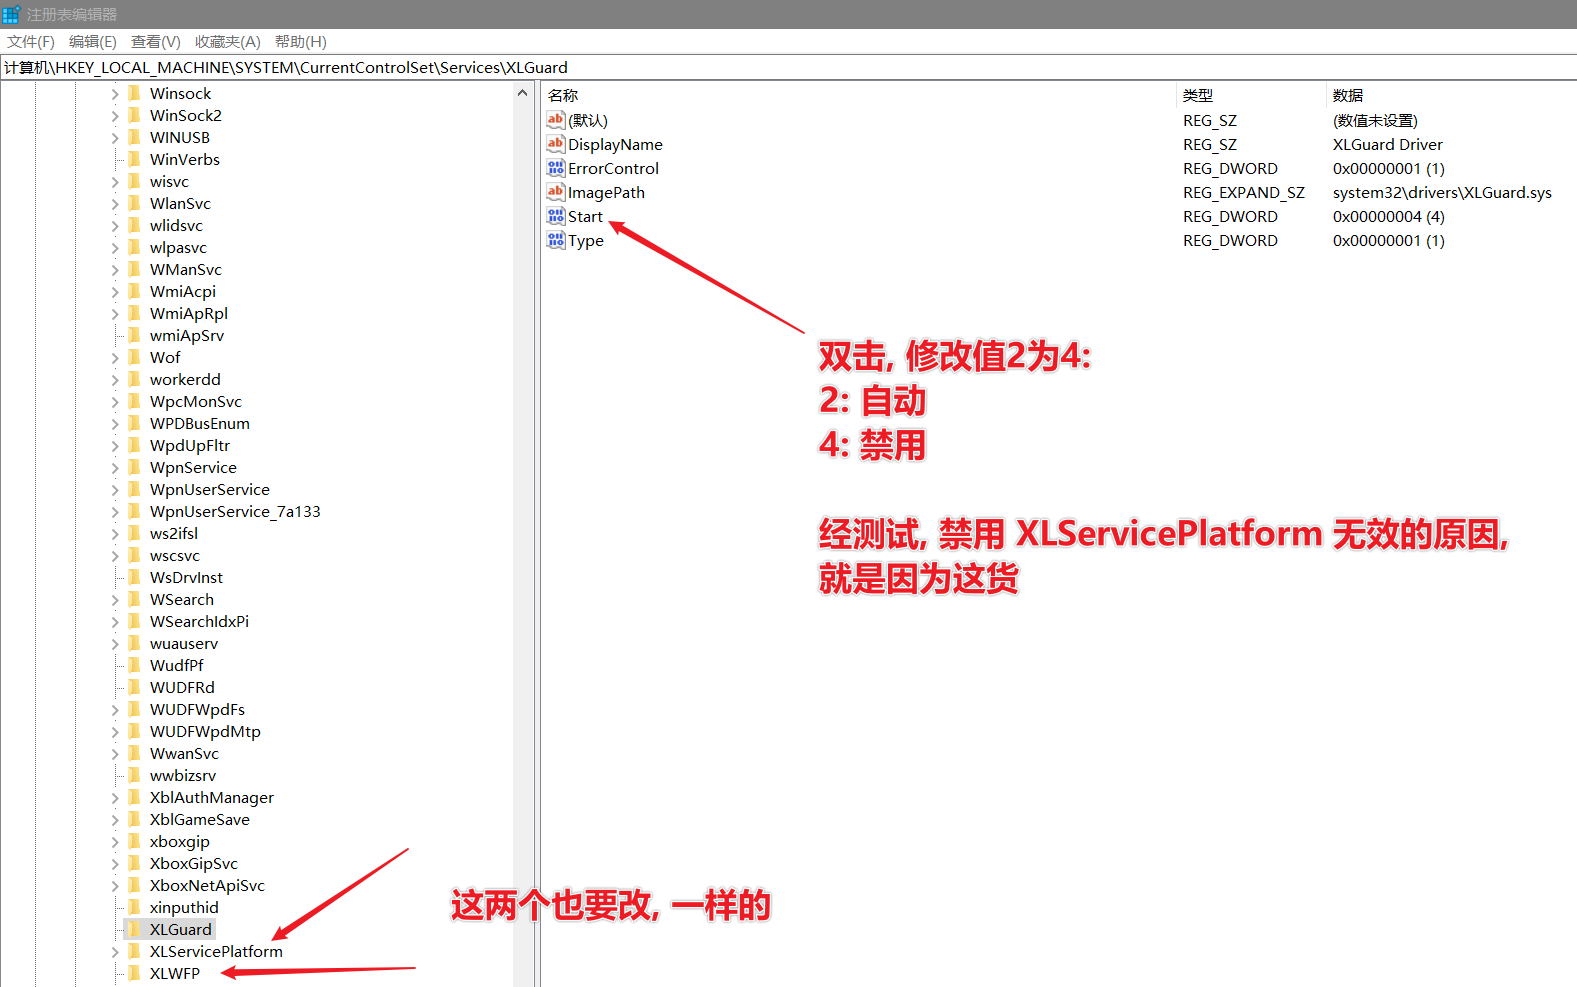 注册表编辑器
文件(F) 编辑(E) 查看(V) 收藏夹(A) 帮助(H)
计算机\HKEY_LOCAL_MACHINE\SYSTEM\CurrentControlSet\Services\XLGuard
Winsock
WinSock2
WINUSB
WinVerbs
wisvc
WlanSvc
wlidsvc
wlpasvc
WManSvc
WmiAcpi
WmiApRpl
wmiApSrv
Wof
workerdd
WpcMonSvc
WPDBusEnum
WpdUpFltr
WpnService
WpnUserService
WpnUserService_7a133
ws2ifsl
wscsvc
WsDrvInst
WSearch
WSearchIdxPi
wuauserv
WudfPf
WUDFRd
WUDFWpdFs
WUDFWpdMtp
WwanSvc
wwbizsrv
XblAuthManager
XblGameSave
xboxgip
XboxGipSvc
XboxNetApiSvc
xinputhid
XLGuard
XLServicePlatform
XLWFP
名称 类型 数据
(默认) REG_SZ (数值未设置)
DisplayName REG_SZ XLGuard Driver
ErrorControl REG_DWORD 0x00000001 (1)
ImagePath REG_EXPAND_SZ system32\drivers\XLGuard.sys
Start REG_DWORD 0x00000004 (4)
Type REG_DWORD 0x00000001 (1)
双击, 修改值2为4:
2: 自动
4: 禁用
经测试, 禁用 XLServicePlatform 无效的原因,
就是因为这货
这两个也要改, 一样的